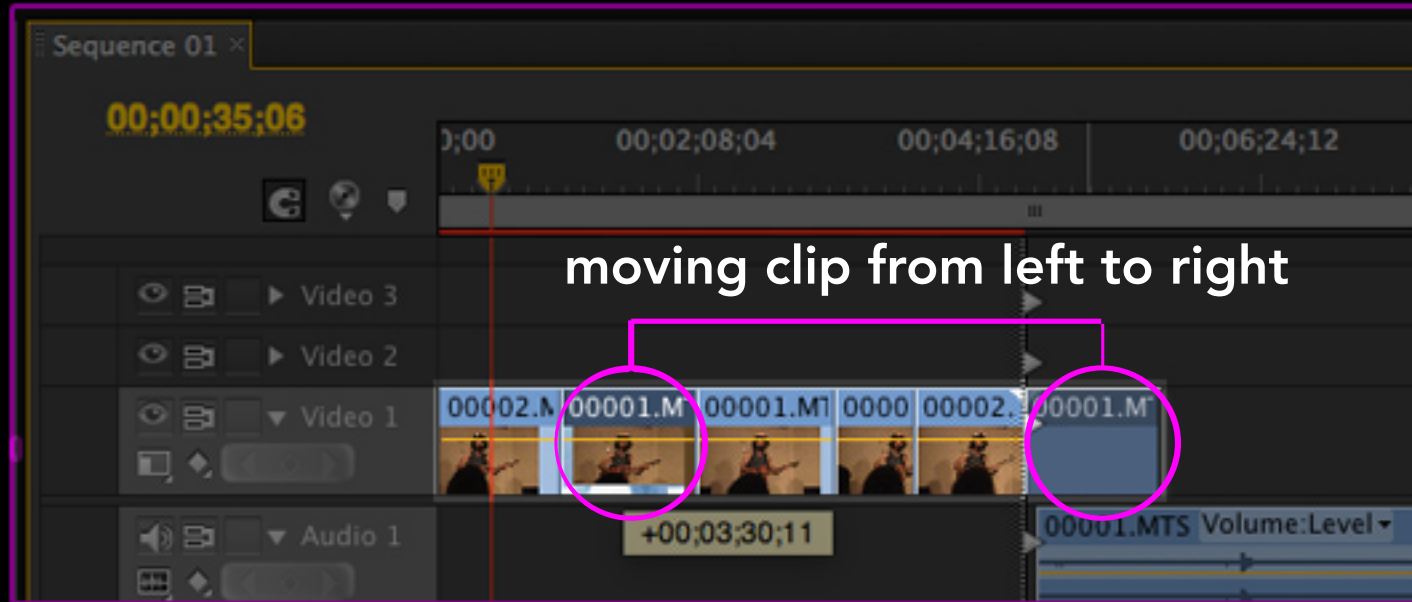 Sequence 01 ×
00;00;35;06
0;00 00;02;08;04 00;04;16;08 00;06;24;12
moving clip from left to right
Video 3
Video 2
Video 1
00002.M 00001.MT 00001.MT 0000 00002. 00001.MT
+00;03;30;11
Audio 1
00001.MTS Volume:Level